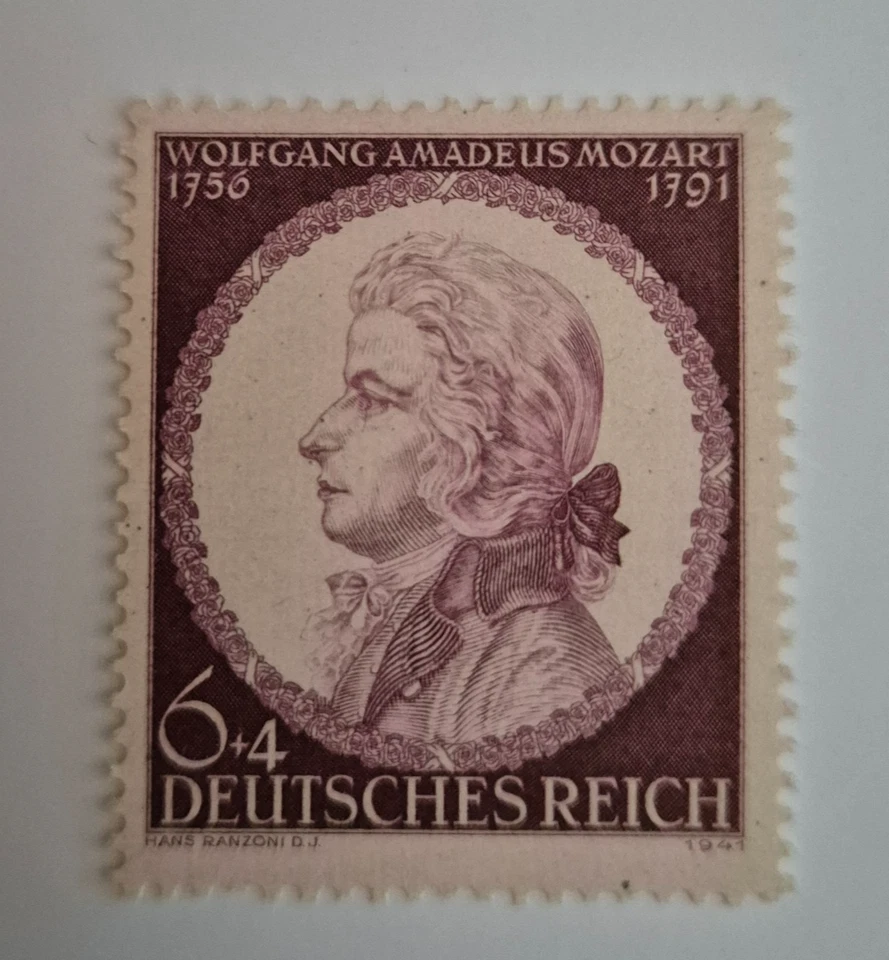 WOLFGANG AMADEUS MOZART
1756 1791
6+4
DEUTSCHES REICH
HANS RANZONI D.J. 1941